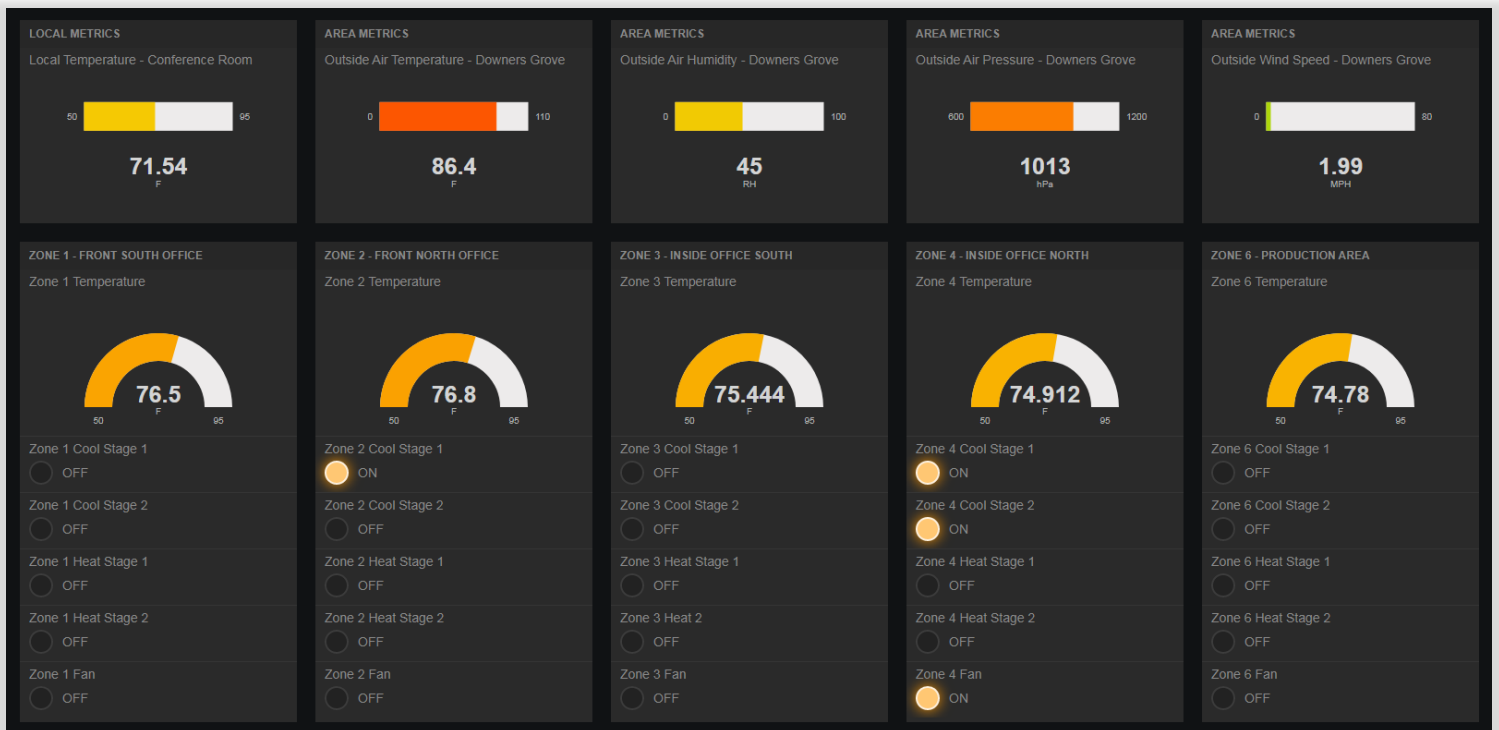 LOCAL METRICS
Local Temperature - Conference Room
50
95
71.54
F
AREA METRICS
Outside Air Temperature - Downers Grove
0
110
86.4
F
AREA METRICS
Outside Air Humidity - Downers Grove
0
100
45
RH
AREA METRICS
Outside Air Pressure - Downers Grove
600
1200
1013
hPa
AREA METRICS
Outside Wind Speed - Downers Grove
0
80
1.99
MPH
ZONE 1 - FRONT SOUTH OFFICE
Zone 1 Temperature
76.5
F
50
95
Zone 1 Cool Stage 1
OFF
Zone 1 Cool Stage 2
OFF
Zone 1 Heat Stage 1
OFF
Zone 1 Heat Stage 2
OFF
Zone 1 Fan
OFF
ZONE 2 - FRONT NORTH OFFICE
Zone 2 Temperature
76.8
F
50
95
Zone 2 Cool Stage 1
ON
Zone 2 Cool Stage 2
OFF
Zone 2 Heat Stage 1
OFF
Zone 2 Heat Stage 2
OFF
Zone 2 Fan
OFF
ZONE 3 - INSIDE OFFICE SOUTH
Zone 3 Temperature
75.444
F
50
95
Zone 3 Cool Stage 1
OFF
Zone 3 Cool Stage 2
OFF
Zone 3 Heat Stage 1
OFF
Zone 3 Heat 2
OFF
Zone 3 Fan
OFF
ZONE 4 - INSIDE OFFICE NORTH
Zone 4 Temperature
74.912
F
50
95
Zone 4 Cool Stage 1
ON
Zone 4 Cool Stage 2
ON
Zone 4 Heat Stage 1
OFF
Zone 4 Heat Stage 2
OFF
Zone 4 Fan
ON
ZONE 6 - PRODUCTION AREA
Zone 6 Temperature
74.78
F
50
95
Zone 6 Cool Stage 1
OFF
Zone 6 Cool Stage 2
OFF
Zone 6 Heat Stage 1
OFF
Zone 6 Heat Stage 2
OFF
Zone 6 Fan
OFF